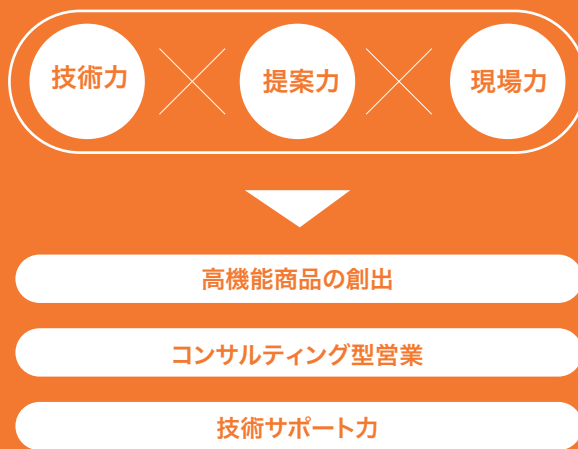 技術力 提案力 現場力
高機能商品の創出
コンサルティング型営業
技術サポート力